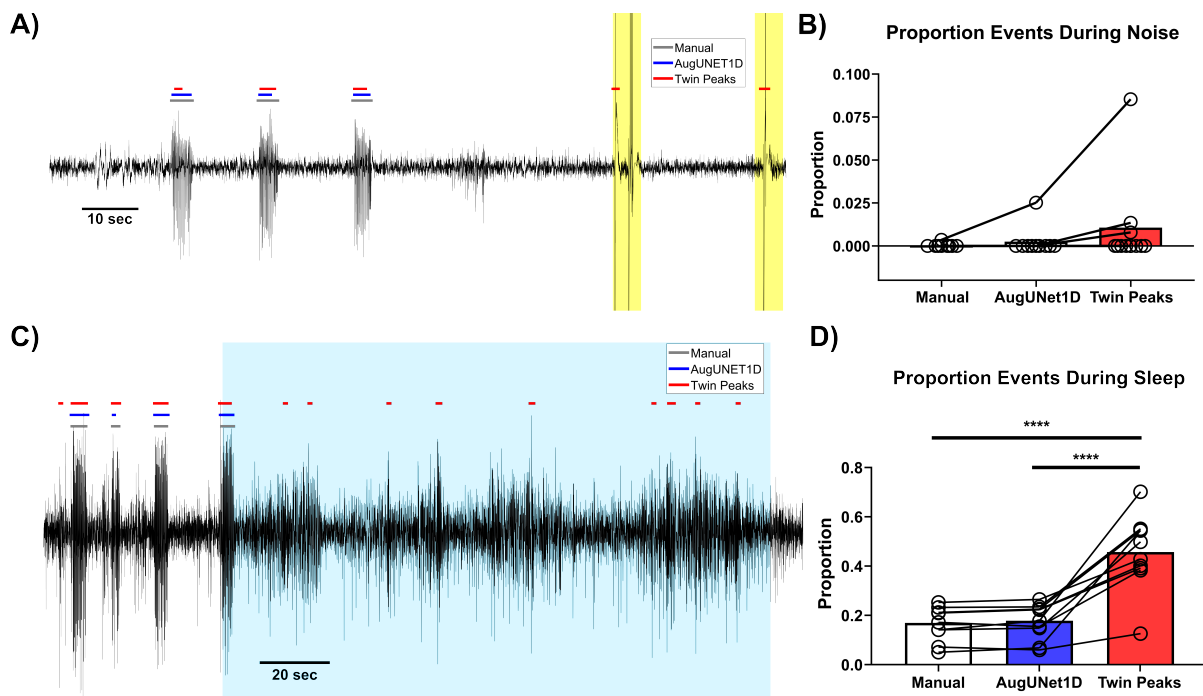 A)
Manual
AugUNET1D
Twin Peaks
10 sec
B)
Proportion Events During Noise
Proportion
0.100
0.075
0.050
0.025
0.000
Manual
AugUNet1D
Twin Peaks
C)
Manual
AugUNET1D
Twin Peaks
20 sec
D)
Proportion Events During Sleep
****
****
Proportion
0.8
0.6
0.4
0.2
0.0
Manual
AugUNet1D
Twin Peaks